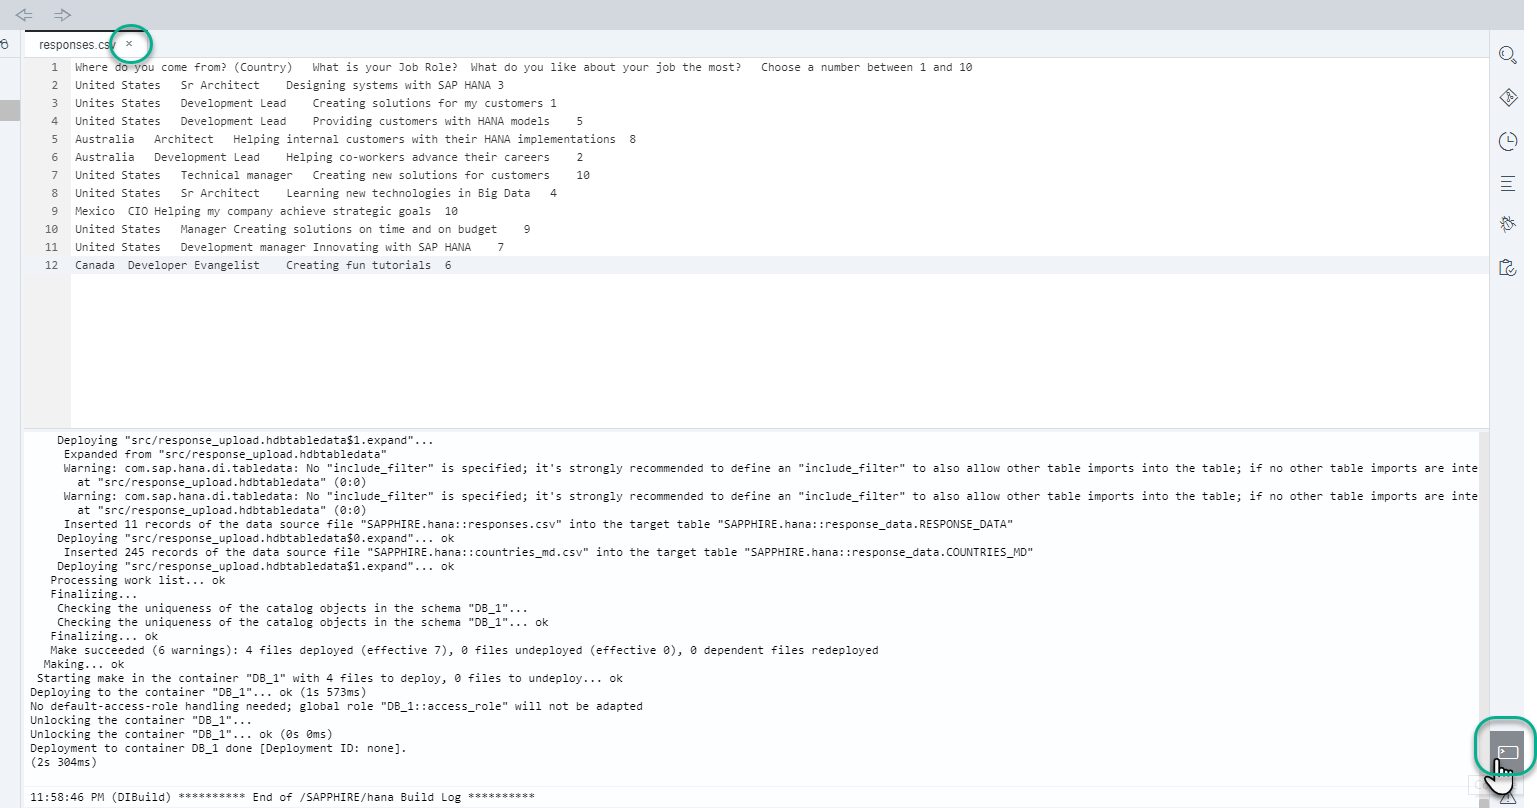 responses.csv ×
1 Where do you come from? (Country) What is your Job Role? What do you like about your job the most? Choose a number between 1 and 10
2 United States Sr Architect Designing systems with SAP HANA 3
3 Unites States Development Lead Creating solutions for my customers 1
4 United States Development Lead Providing customers with HANA models 5
5 Australia Architect Helping internal customers with their HANA implementations 8
6 Australia Development Lead Helping co-workers advance their careers 2
7 United States Technical manager Creating new solutions for customers 10
8 United States Sr Architect Learning new technologies in Big Data 4
9 Mexico CIO Helping my company achieve strategic goals 10
10 United States Manager Creating solutions on time and on budget 9
11 United States Development manager Innovating with SAP HANA 7
12 Canada Developer Evangelist Creating fun tutorials 6
Deploying "src/response_upload.hdbtabledata$1.expand"...
Expanded from "src/response_upload.hdbtabledata"
Warning: com.sap.hana.di.tabledata: No "include_filter" is specified; it's strongly recommended to define an "include_filter" to also allow other table imports into the table; if no other table imports are inte
at "src/response_upload.hdbtabledata" (0:0)
Warning: com.sap.hana.di.tabledata: No "include_filter" is specified; it's strongly recommended to define an "include_filter" to also allow other table imports into the table; if no other table imports are inte
at "src/response_upload.hdbtabledata" (0:0)
Inserted 11 records of the data source file "SAPPHIRE.hana::responses.csv" into the target table "SAPPHIRE.hana::response_data.RESPONSE_DATA"
Deploying "src/response_upload.hdbtabledata$0.expand"... ok
Inserted 245 records of the data source file "SAPPHIRE.hana::countries_md.csv" into the target table "SAPPHIRE.hana::response_data.COUNTRIES_MD"
Deploying "src/response_upload.hdbtabledata$1.expand"... ok
Processing work list... ok
Finalizing...
Checking the uniqueness of the catalog objects in the schema "DB_1"...
Checking the uniqueness of the catalog objects in the schema "DB_1"... ok
Finalizing... ok
Make succeeded (6 warnings): 4 files deployed (effective 7), 0 files undeployed (effective 0), 0 dependent files redeployed
Making... ok
Starting make in the container "DB_1" with 4 files to deploy, 0 files to undeploy... ok
Deploying to the container "DB_1"... ok (1s 573ms)
No default-access-role handling needed; global role "DB_1::access_role" will not be adapted
Unlocking the container "DB_1"...
Unlocking the container "DB_1"... ok (0s 0ms)
Deployment to container DB_1 done [Deployment ID: none].
(2s 304ms)
11:58:46 PM (DIBuild) ********** End of /SAPPHIRE/hana Build Log **********